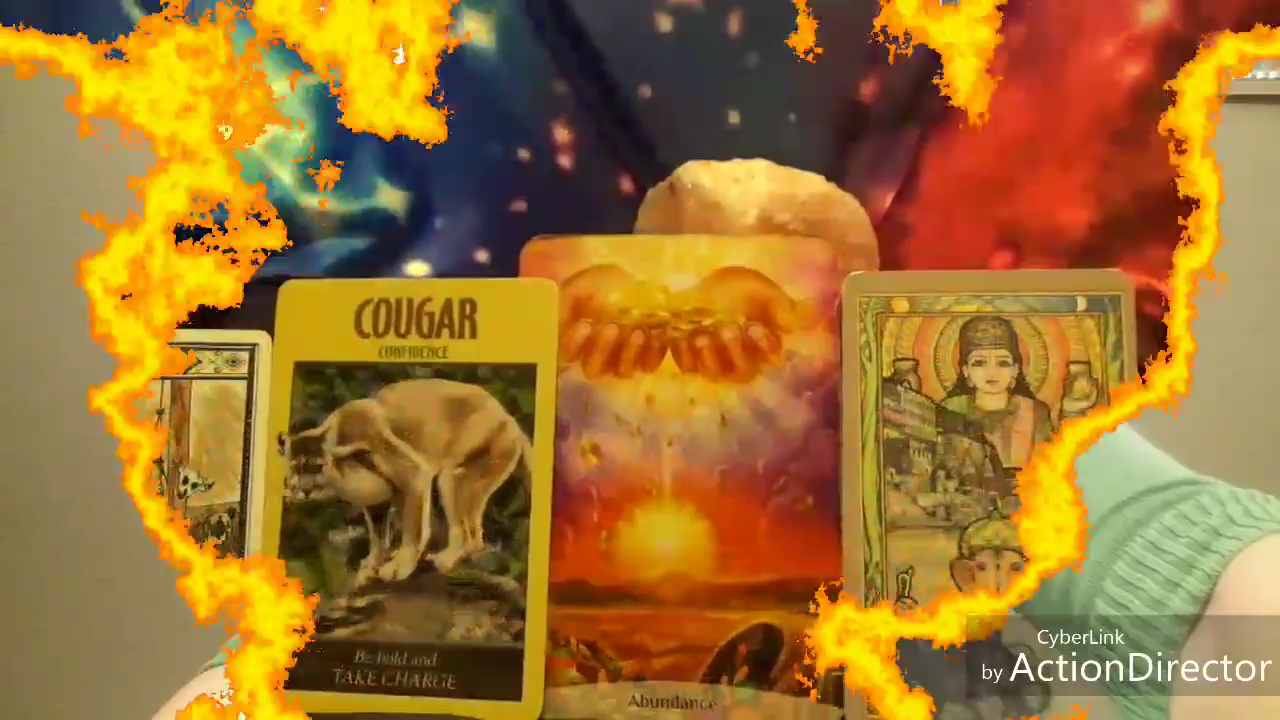 COUGAR
CONFIDENCE
Be bold and
TAKE CHARGE
Abundance
CyberLink
by ActionDirector